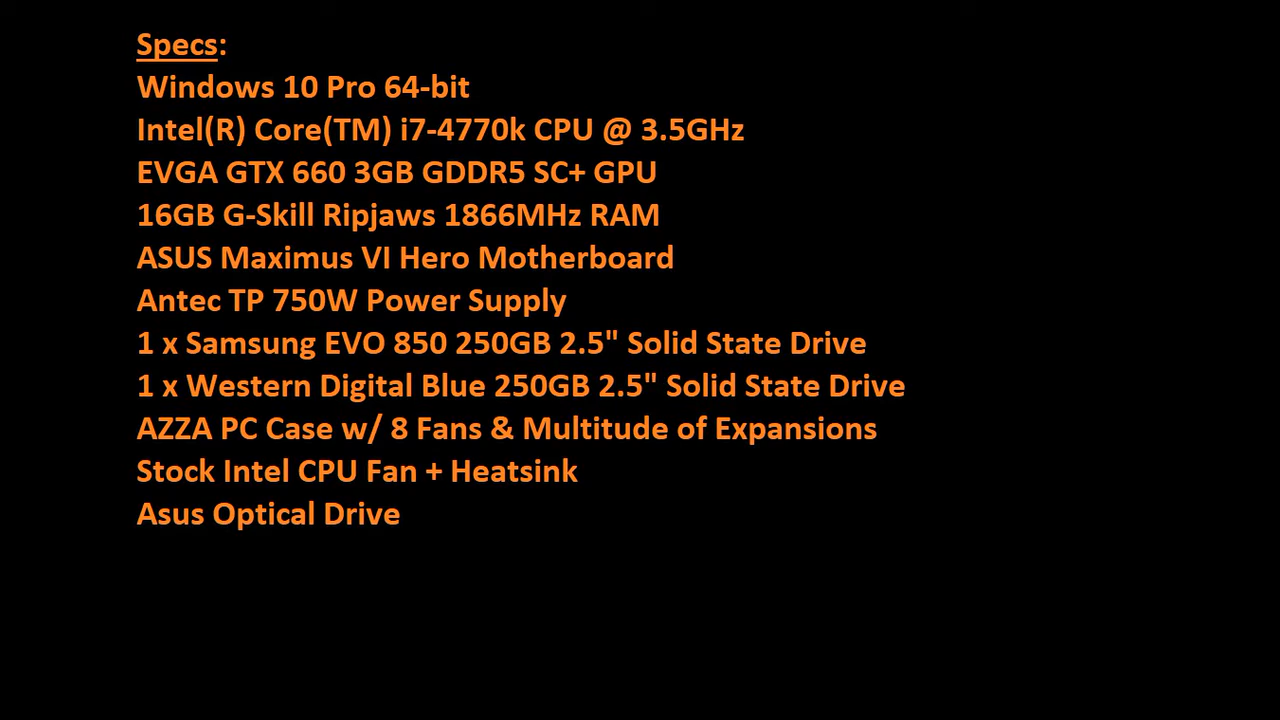 Specs:
Windows 10 Pro 64-bit
Intel(R) Core(TM) i7-4770k CPU @ 3.5GHz
EVGA GTX 660 3GB GDDR5 SC+ GPU
16GB G-Skill Ripjaws 1866MHz RAM
ASUS Maximus VI Hero Motherboard
Antec TP 750W Power Supply
1 x Samsung EVO 850 250GB 2.5" Solid State Drive
1 x Western Digital Blue 250GB 2.5" Solid State Drive
AZZA PC Case w/ 8 Fans & Multitude of Expansions
Stock Intel CPU Fan + Heatsink
Asus Optical Drive